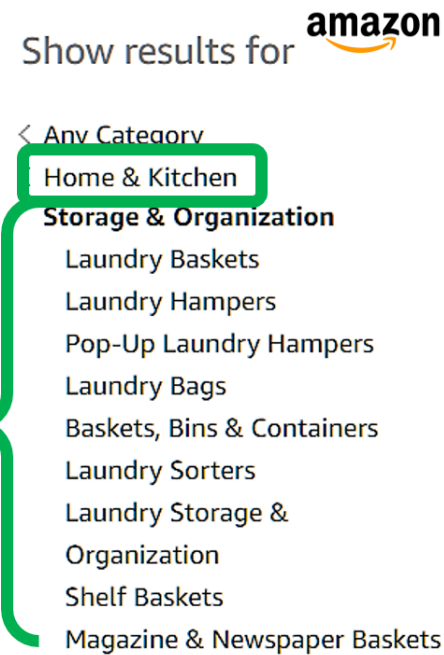 amazon
Show results for
Any Category
Home & Kitchen
Storage & Organization
Laundry Baskets
Laundry Hampers
Pop-Up Laundry Hampers
Laundry Bags
Baskets, Bins & Containers
Laundry Sorters
Laundry Storage &
Organization
Shelf Baskets
Magazine & Newspaper Baskets